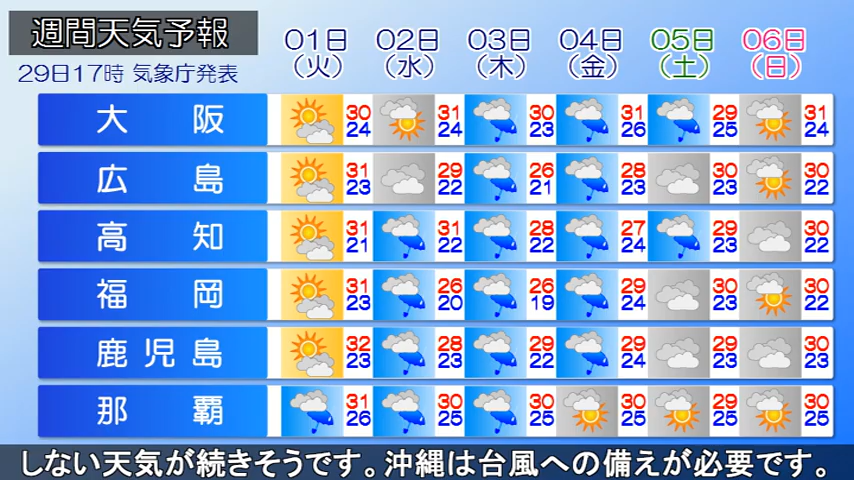 週間天気予報
29日17時 気象庁発表
01日 02日 03日 04日 05日 06日
(火) (水) (木) (金) (土) (日)
大阪 30 24 31 24 30 23 31 26 29 25 31 24
広島 31 23 29 22 26 21 28 23 30 23 30 22
高知 31 21 31 22 28 22 27 24 29 23 30 22
福岡 31 23 26 20 26 19 29 24 30 23 30 22
鹿児島 32 23 28 23 29 22 29 24 29 23 30 23
那覇 31 26 30 25 30 25 30 25 29 25 30 25
しない天気が続きそうです。沖縄は台風への備えが必要です。